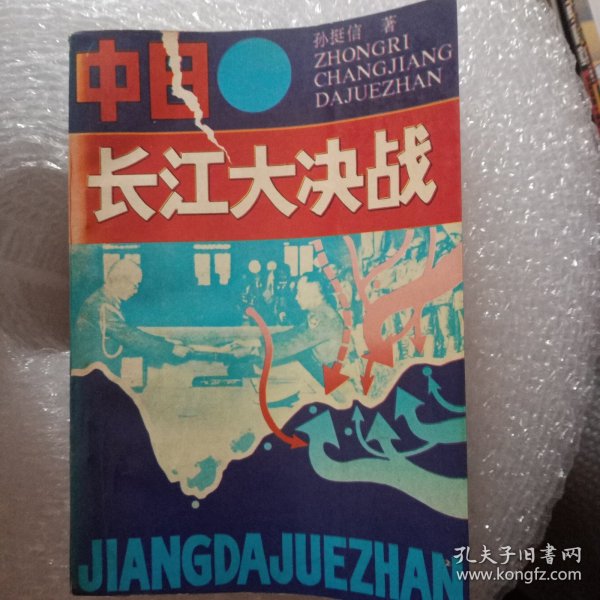 中日
孙挺信 著
ZHONGRI
CHANGJIANG
DAJUEZHAN
长江大决战
JIANGDAJUEZHAN
孔夫子旧书网
www.kongfz.com